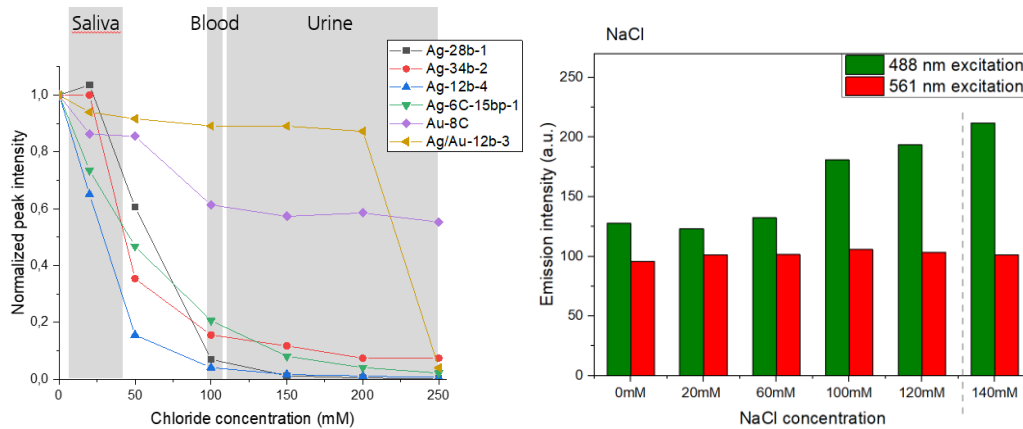 Saliva Blood Urine
Ag-28b-1
Ag-34b-2
Ag-12b-4
Ag-6C-15bp-1
Au-8C
Ag/Au-12b-3
1,0
0,8
0,6
0,4
0,2
0,0
Normalized peak intensity
0 50 100 150 200 250
Chloride concentration (mM)
NaCl
488 nm excitation
561 nm excitation
250
200
150
100
50
0
Emission intensity (a.u.)
0mM 20mM 60mM 100mM 120mM 140mM
NaCl concentration